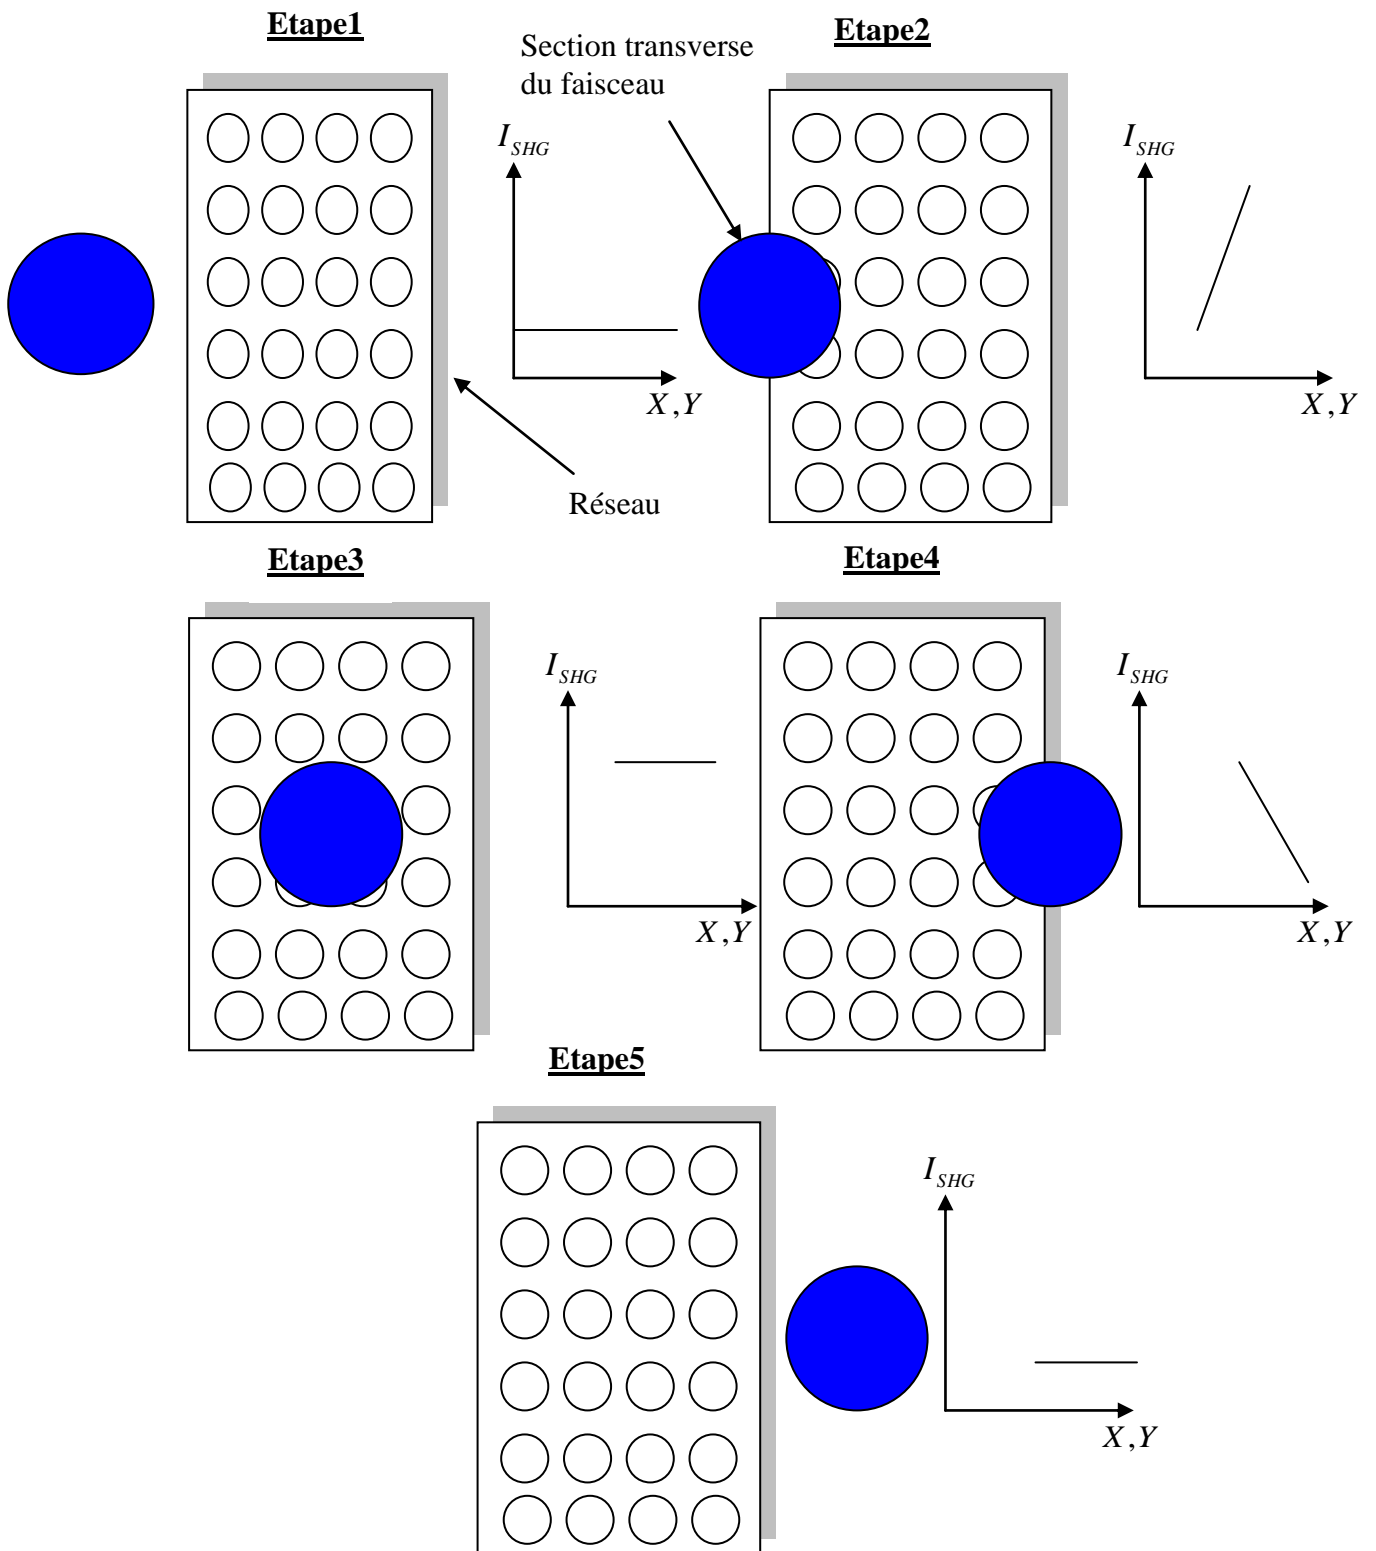 Etape1
Section transverse
du faisceau
Etape2
I_SHG
X,Y
I_SHG
X,Y
Réseau
Etape3
Etape4
I_SHG
X,Y
I_SHG
X,Y
Etape5
I_SHG
X,Y